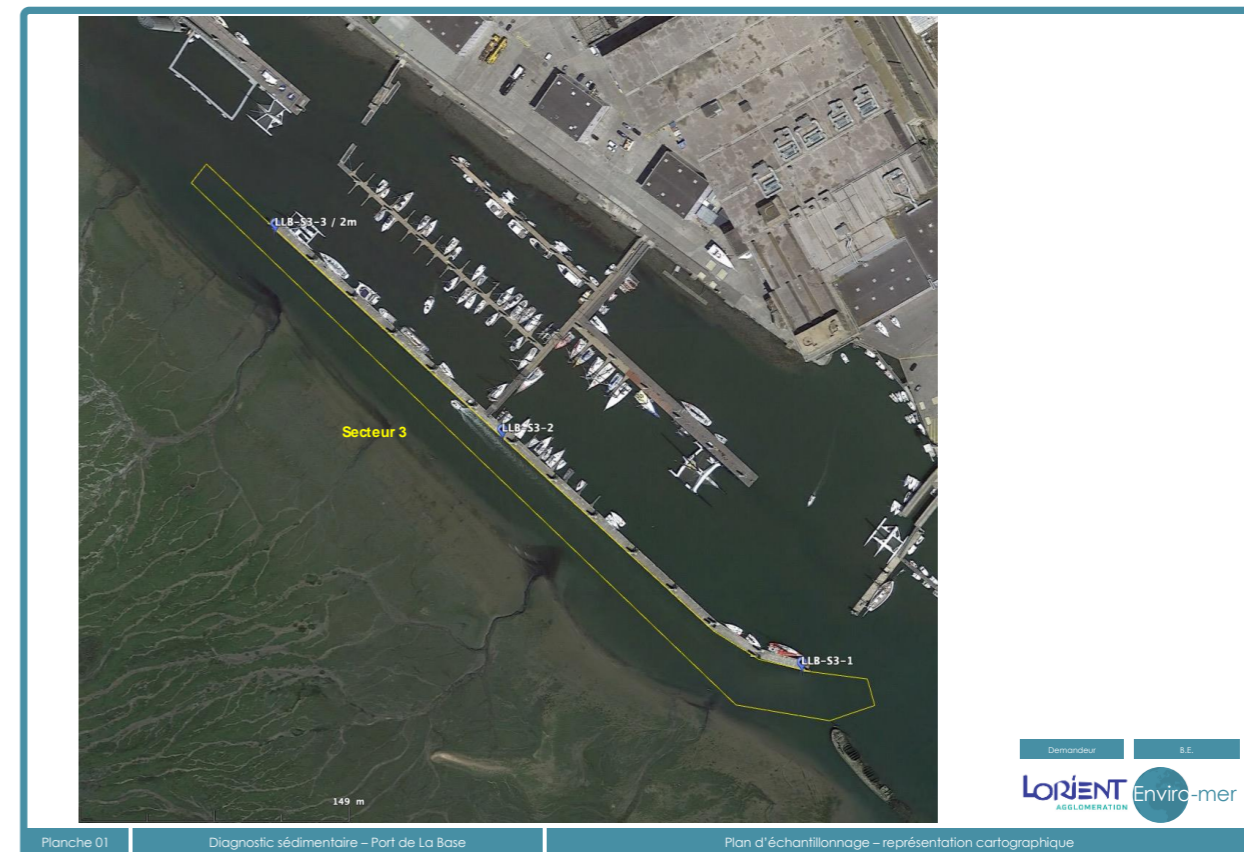 LLB-S3-3 / 2m
Secteur 3
LLB-S3-2
LLB-S3-1
149 m
Demandeur
B.E.
LORIENT
AGGLOMERATION
Enviro-mer
Planche 01
Diagnostic sédimentaire – Port de La Base
Plan d'échantillonnage – représentation cartographique